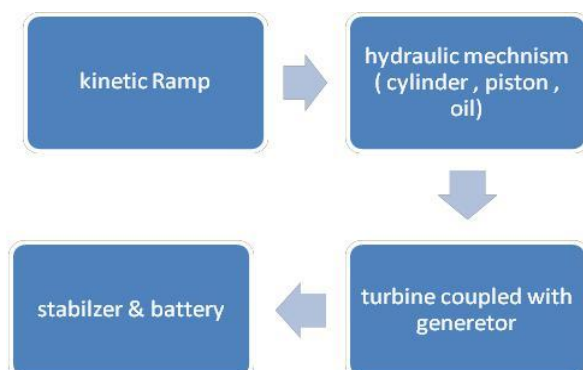 kinetic Ramp
hydraulic mechnism
( cylinder , piston ,
oil)
turbine coupled with
generetor
stabilzer & battery